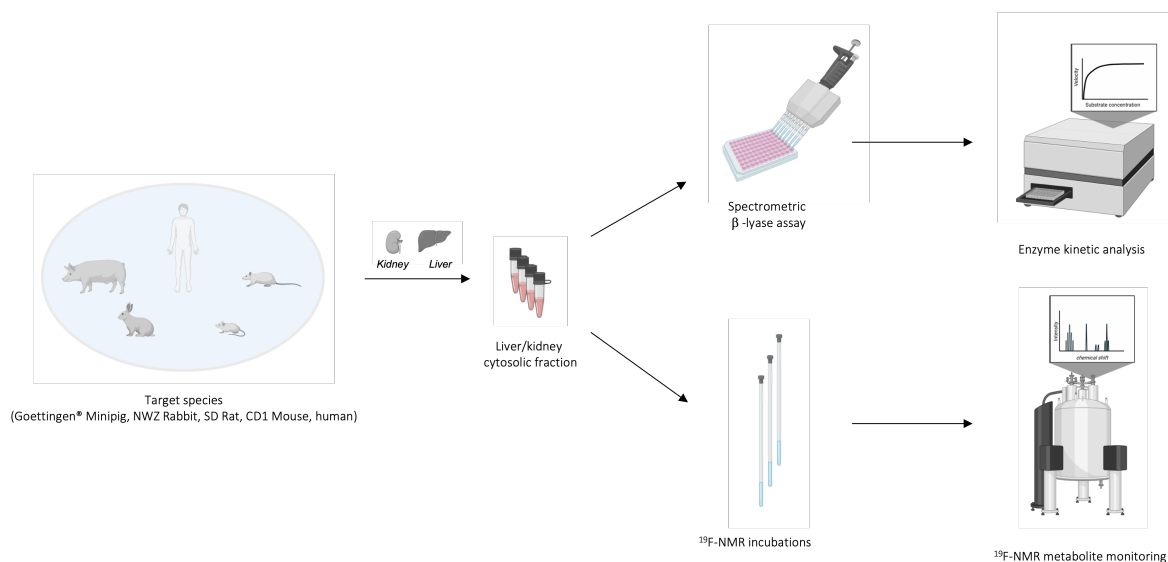 Velocity
Substrate concentration
Kidney Liver
Spectrometric
β -lyase assay
Enzyme kinetic analysis
Liver/kidney
cytosolic fraction
Target species
(Goettingen® Minipig, NWZ Rabbit, SD Rat, CD1 Mouse, human)
Intensity
chemical shift
¹⁹F-NMR incubations
¹⁹F-NMR metabolite monitoring